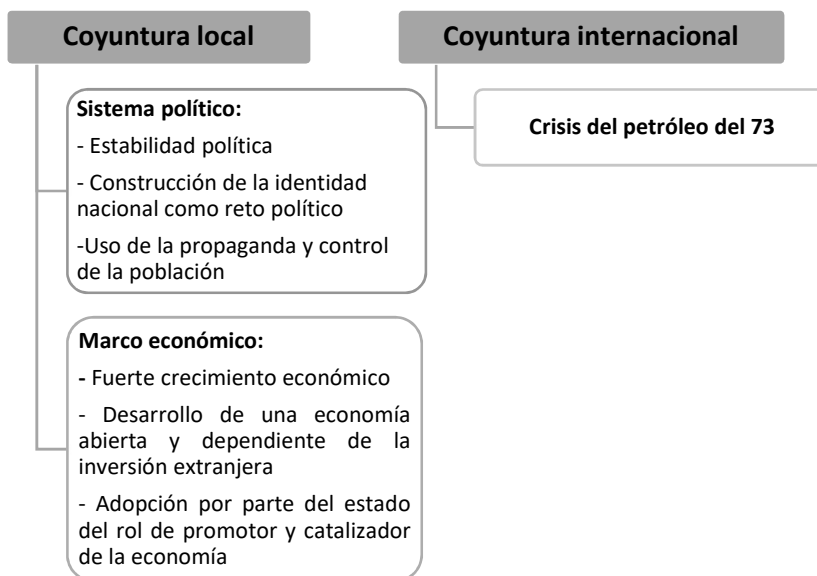 Coyuntura local
Sistema político:
- Estabilidad política
- Construcción de la identidad
nacional como reto político
-Uso de la propaganda y control
de la población
Marco económico:
- Fuerte crecimiento económico
- Desarrollo de una economía
abierta y dependiente de la
inversión extranjera
- Adopción por parte del estado
del rol de promotor y catalizador
de la economía
Coyuntura internacional
Crisis del petróleo del 73